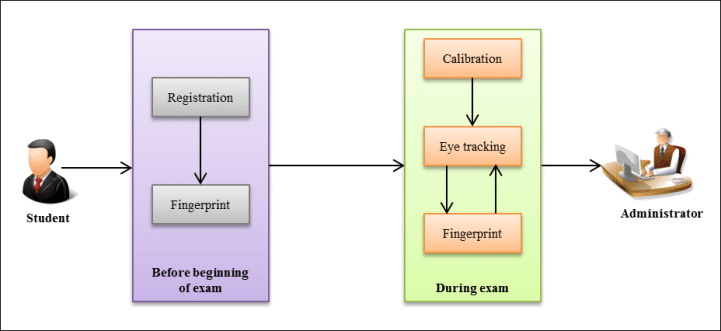 Student
Registration
Fingerprint
Before beginning
of exam
Calibration
Eye tracking
Fingerprint
During exam
Administrator